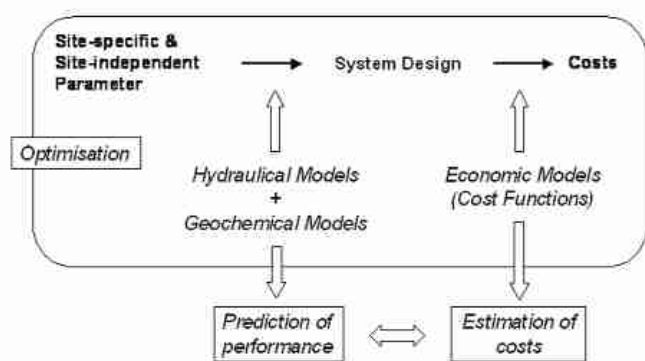 Site-specific &
Site-independent
Parameter
System Design
Costs
Optimisation
Hydraulical Models
+
Geochemical Models
Economic Models
(Cost Functions)
Prediction of
performance
Estimation of
costs